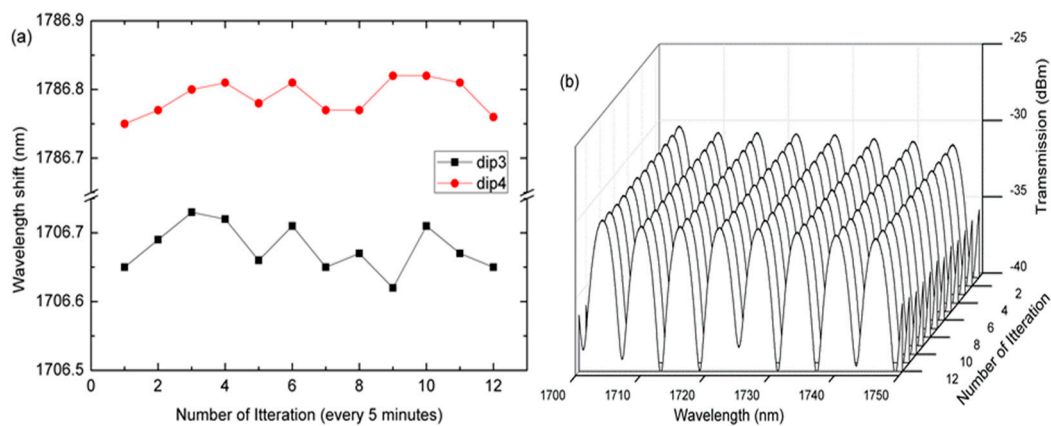 (a)
1786.9
1786.8
1786.7
1706.7
1706.6
1706.5
Wavelength shift (nm)
dip3
dip4
0 2 4 6 8 10 12
Number of Itteration (every 5 minutes)
(b)
-25
-30
-35
-40
Tramsmission (dBm)
2
4
6
8
10
12
Number of Itteration
1700 1710 1720 1730 1740 1750
Wavelength (nm)